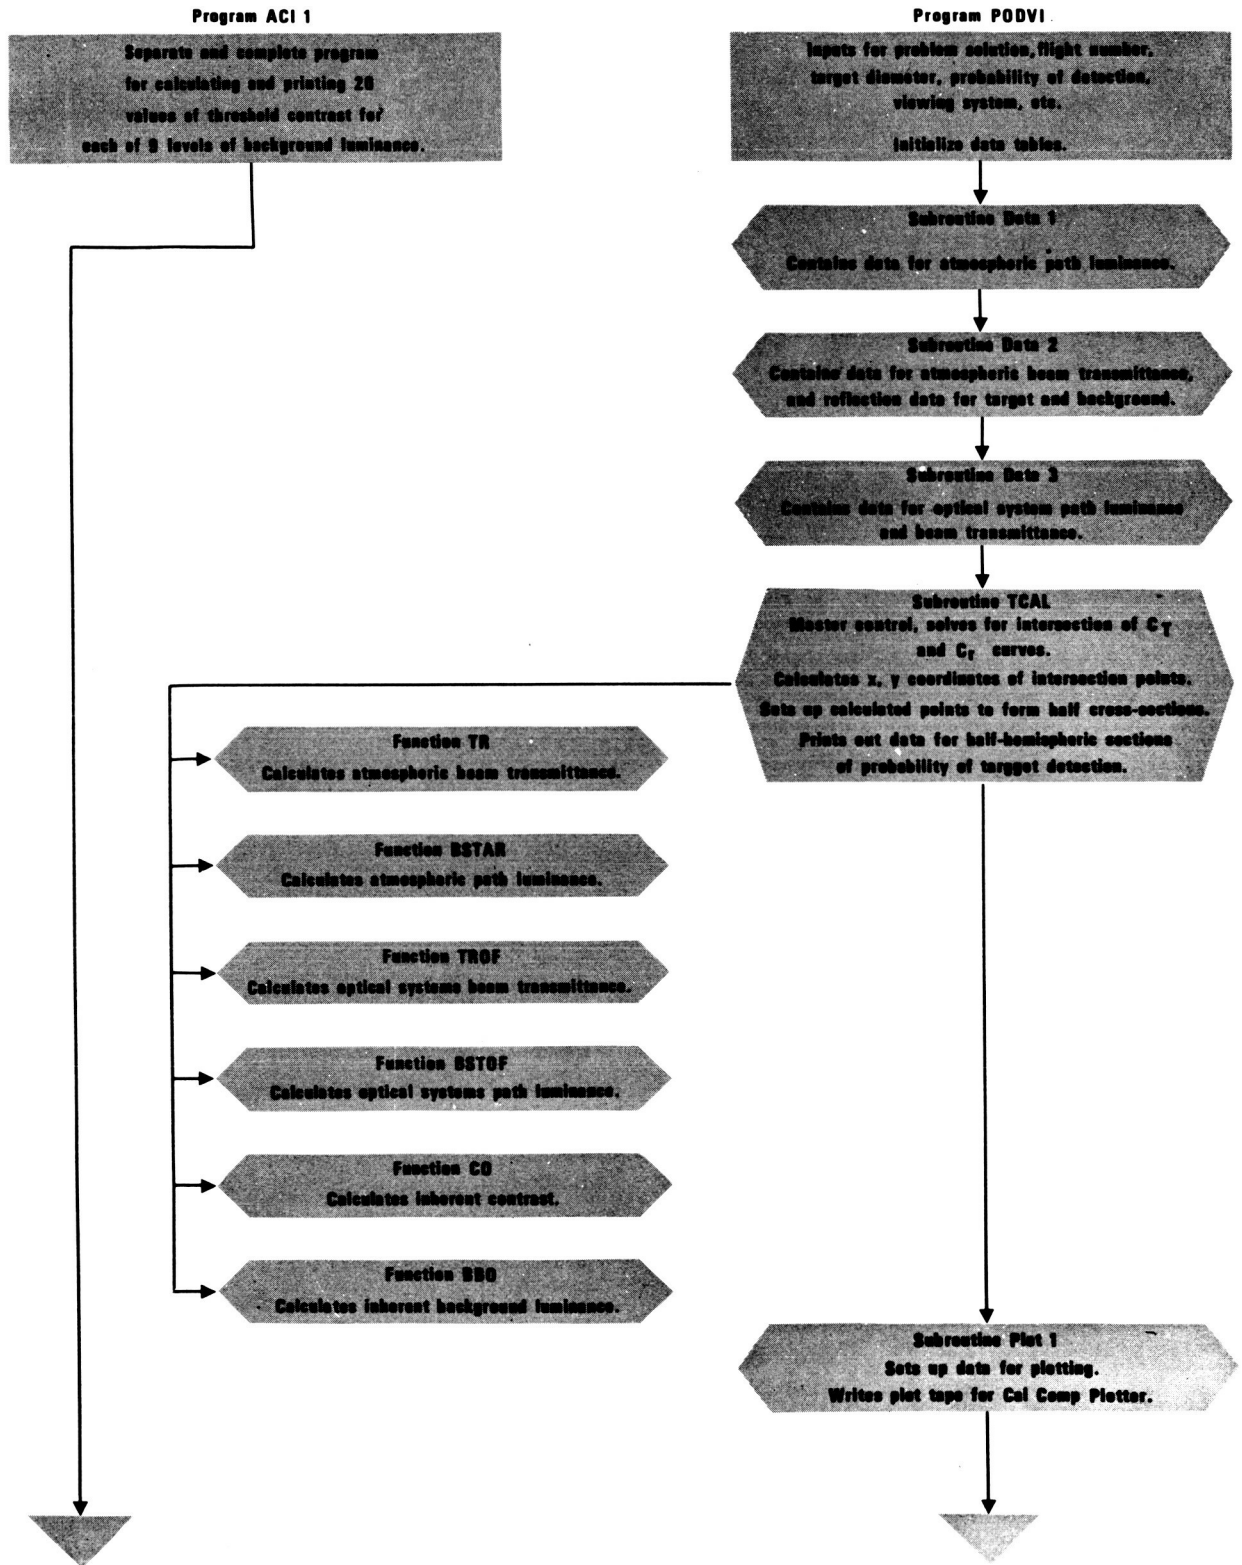 Program ACI 1
Separate and complete program
for calculating and printing 20
values of threshold contrast for
each of 9 levels of background luminance.
Program PODVI
Inputs for problem solution, flight number,
target diameter, probability of detection,
viewing system, etc.
Initialize data tables.
Subroutine Data 1
Contains data for atmospheric path luminance.
Subroutine Data 2
Contains data for atmospheric beam transmittance,
and reflection data for target and background.
Subroutine Data 3
Contains data for optical system path luminance
and beam transmittance.
Subroutine TCAL
Master control, solves for intersection of C_T
and C_r curves.
Calculates x, y coordinates of intersection points.
Sets up calculated points to form half cross-sections.
Prints out data for half-hemispheric sections
of probability of targget detection.
Function TR
Calculates atmospheric beam transmittance.
Function BSTAR
Calculates atmospheric path luminance.
Function TROF
Calculates optical systems beam transmittance.
Function BSTOF
Calculates optical systems path luminance.
Function CO
Calculates inherent contrast.
Function BBO
Calculates inherent background luminance.
Subroutine Plot 1
Sets up data for plotting.
Writes plot tape for Cal Comp Plotter.